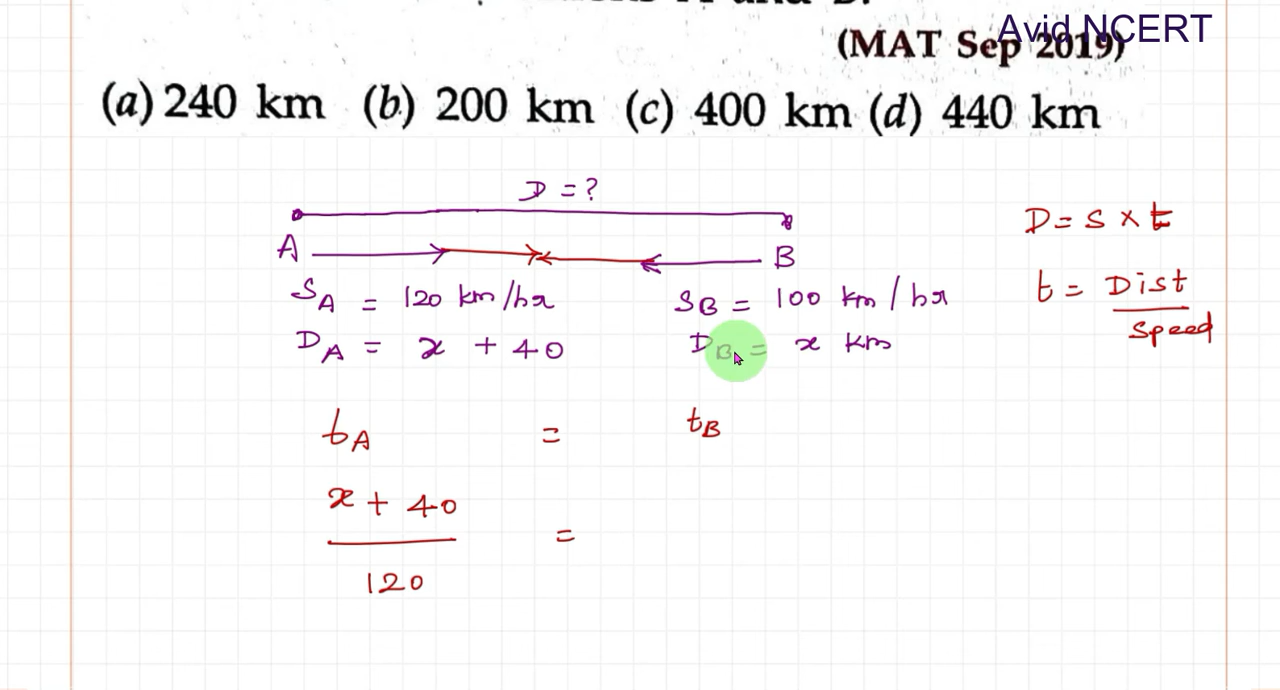 A and B.
Avid NCERT
(MAT Sep 2019)
(a) 240 km (b) 200 km (c) 400 km (d) 440 km
D = ?
A B
D = S × t
S_A = 120 km/hr S_B = 100 km/hr
t = Dist / Speed
D_A = x + 40 D_B = x km
t_A = t_B
x + 40 =
120